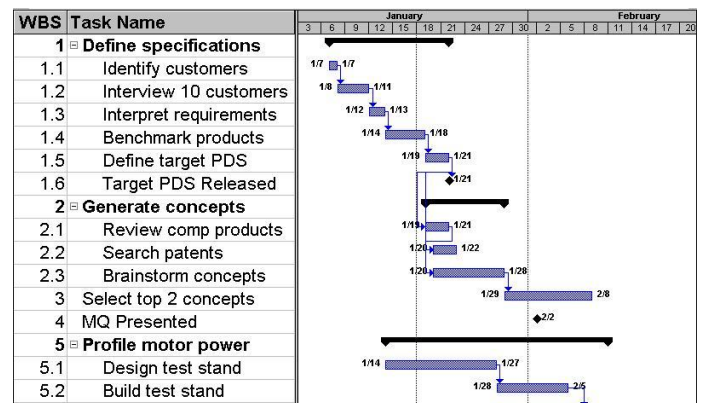 WBS Task Name January February
3 6 9 12 15 18 21 24 27 30 2 5 8 11 14 17 20
1 Define specifications
1.1 Identify customers 1/7 1/7
1.2 Interview 10 customers 1/8 1/11
1.3 Interpret requirements 1/12 1/13
1.4 Benchmark products 1/14 1/18
1.5 Define target PDS 1/19 1/21
1.6 Target PDS Released 1/21
2 Generate concepts
2.1 Review comp products 1/19 1/21
2.2 Search patents 1/20 1/22
2.3 Brainstorm concepts 1/20 1/28
3 Select top 2 concepts 1/29 2/8
4 MQ Presented 2/2
5 Profile motor power
5.1 Design test stand 1/14 1/27
5.2 Build test stand 1/28 2/5